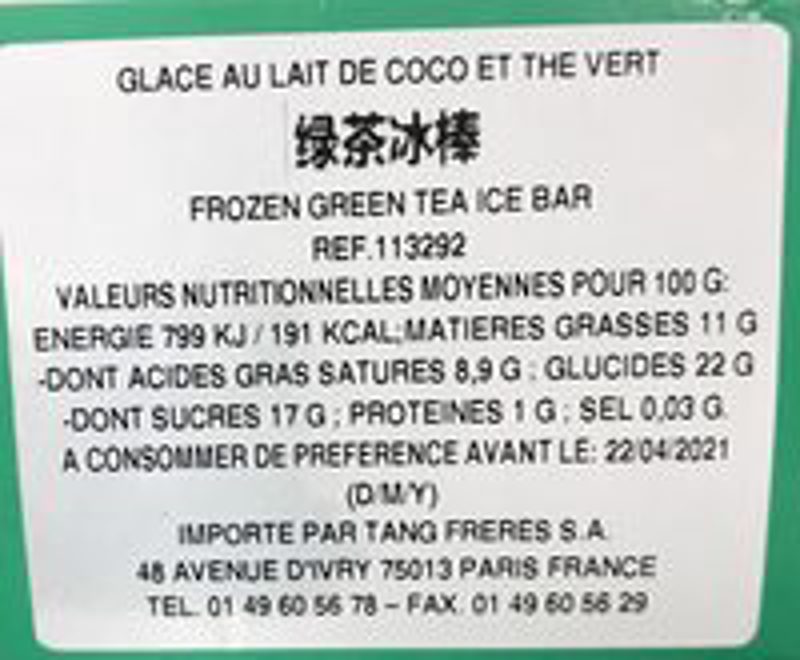 GLACE AU LAIT DE COCO ET THE VERT
绿茶冰棒
FROZEN GREEN TEA ICE BAR
REF.113292
VALEURS NUTRITIONNELLES MOYENNES POUR 100 G:
ENERGIE 799 KJ / 191 KCAL;MATIERES GRASSES 11 G
-DONT ACIDES GRAS SATURES 8,9 G ; GLUCIDES 22 G
-DONT SUCRES 17 G ; PROTEINES 1 G ; SEL 0,03 G.
A CONSOMMER DE PREFERENCE AVANT LE: 22/04/2021
(D/M/Y)
IMPORTE PAR TANG FRERES S.A.
48 AVENUE D'IVRY 75013 PARIS FRANCE
TEL. 01 49 60 56 78 – FAX. 01 49 60 56 29